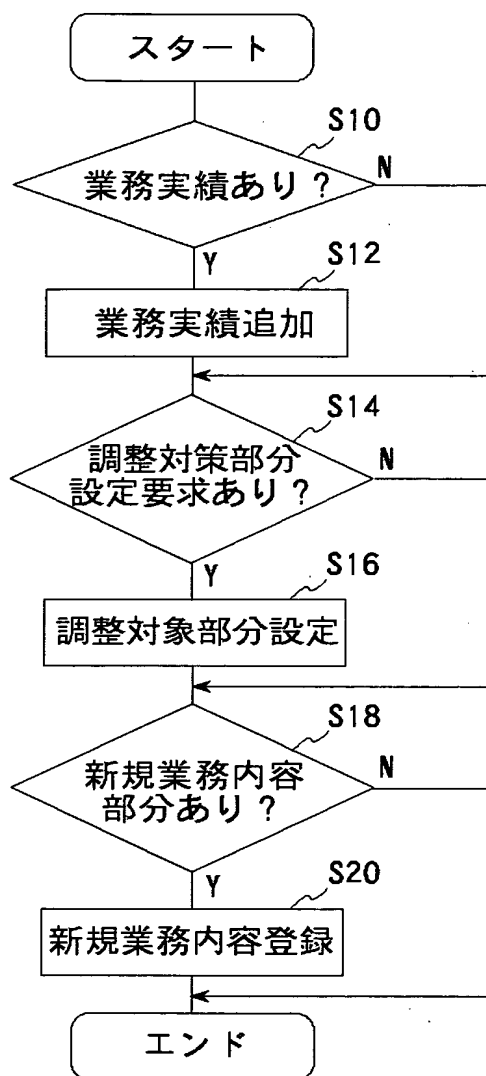 スタート
S10
業務実績あり?
N
Y
S12
業務実績追加
S14
調整対策部分
設定要求あり?
N
Y
S16
調整対象部分設定
S18
新規業務内容
部分あり?
N
Y
S20
新規業務内容登録
エンド